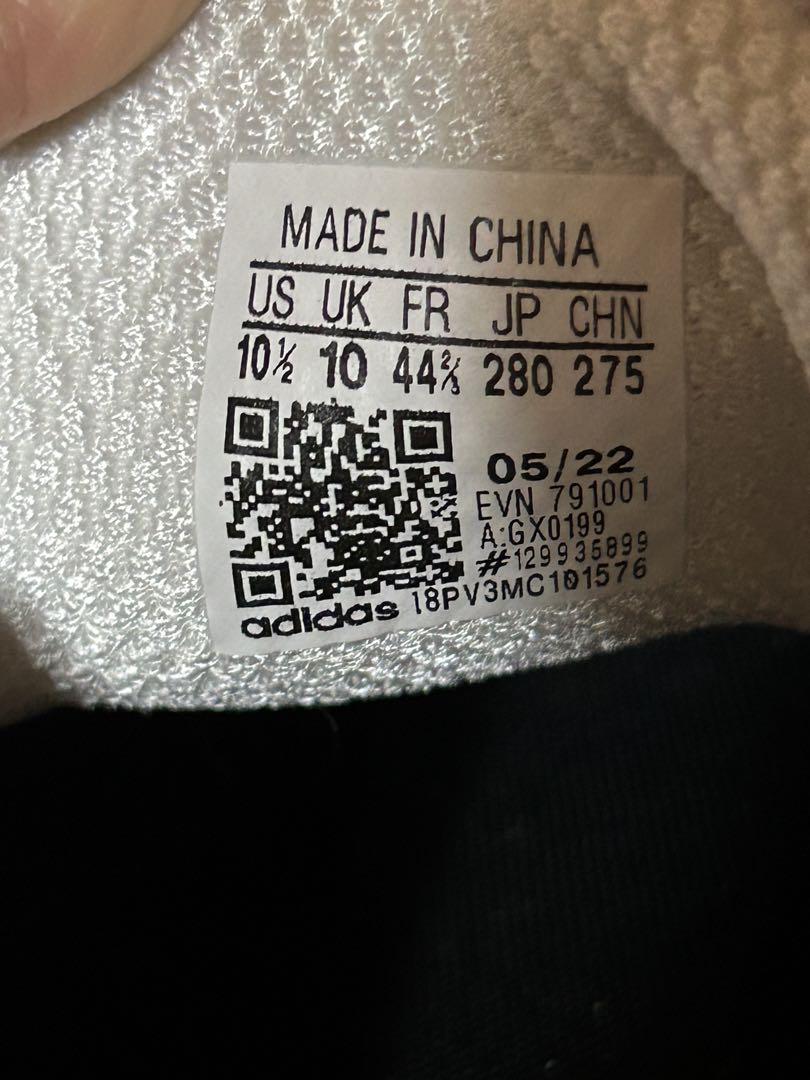 MADE IN CHINA
US UK FR JP CHN
10½ 10 44⅔ 280 275
05/22
EVN 791001
A:GX0199
#129935899
adidas 18PV3MC101576